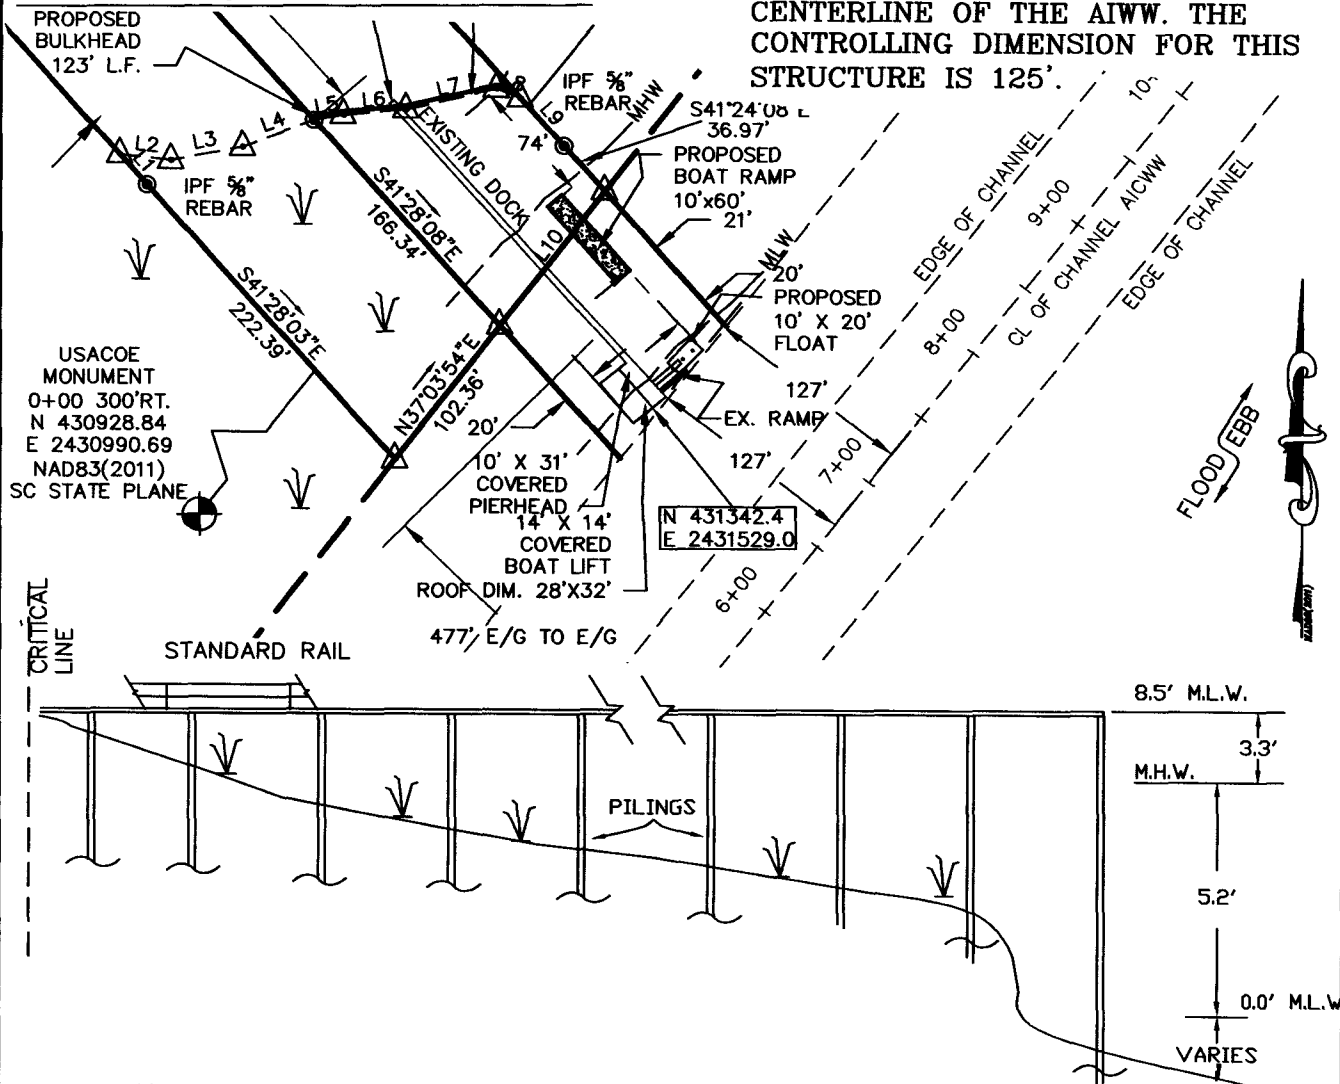 CENTERLINE OF THE AIWW. THE
CONTROLLING DIMENSION FOR THIS
STRUCTURE IS 125'.
PROPOSED
BULKHEAD
123' L.F.
L2
L1
L3
L4
L5
L6
L7
L8
L9
IPF ⅝"
REBAR
IPF ⅝"
REBAR
MHW
S41°24'08"E
36.97'
74'
PROPOSED
BOAT RAMP
10'x60'
21'
EXISTING DOCK
L10
S41°28'08"E
166.34'
S41°28'03"E
222.39'
N37°03'54"E
102.36'
MLW
20'
PROPOSED
10' X 20'
FLOAT
127'
EX. RAMP
127'
20'
10' X 31'
COVERED
PIERHEAD
14' X 14'
COVERED
BOAT LIFT
ROOF DIM. 28'X32'
N 431342.4
E 2431529.0
477' E/G TO E/G
USACOE
MONUMENT
0+00 300'RT.
N 430928.84
E 2430990.69
NAD83(2011)
SC STATE PLANE
EDGE OF CHANNEL
CL OF CHANNEL AICWW
EDGE OF CHANNEL
10+
9+00
8+00
7+00
6+00
FLOOD
EBB
CRITICAL
LINE
STANDARD RAIL
PILINGS
8.5' M.L.W.
3.3'
M.H.W.
5.2'
0.0' M.L.W
VARIES